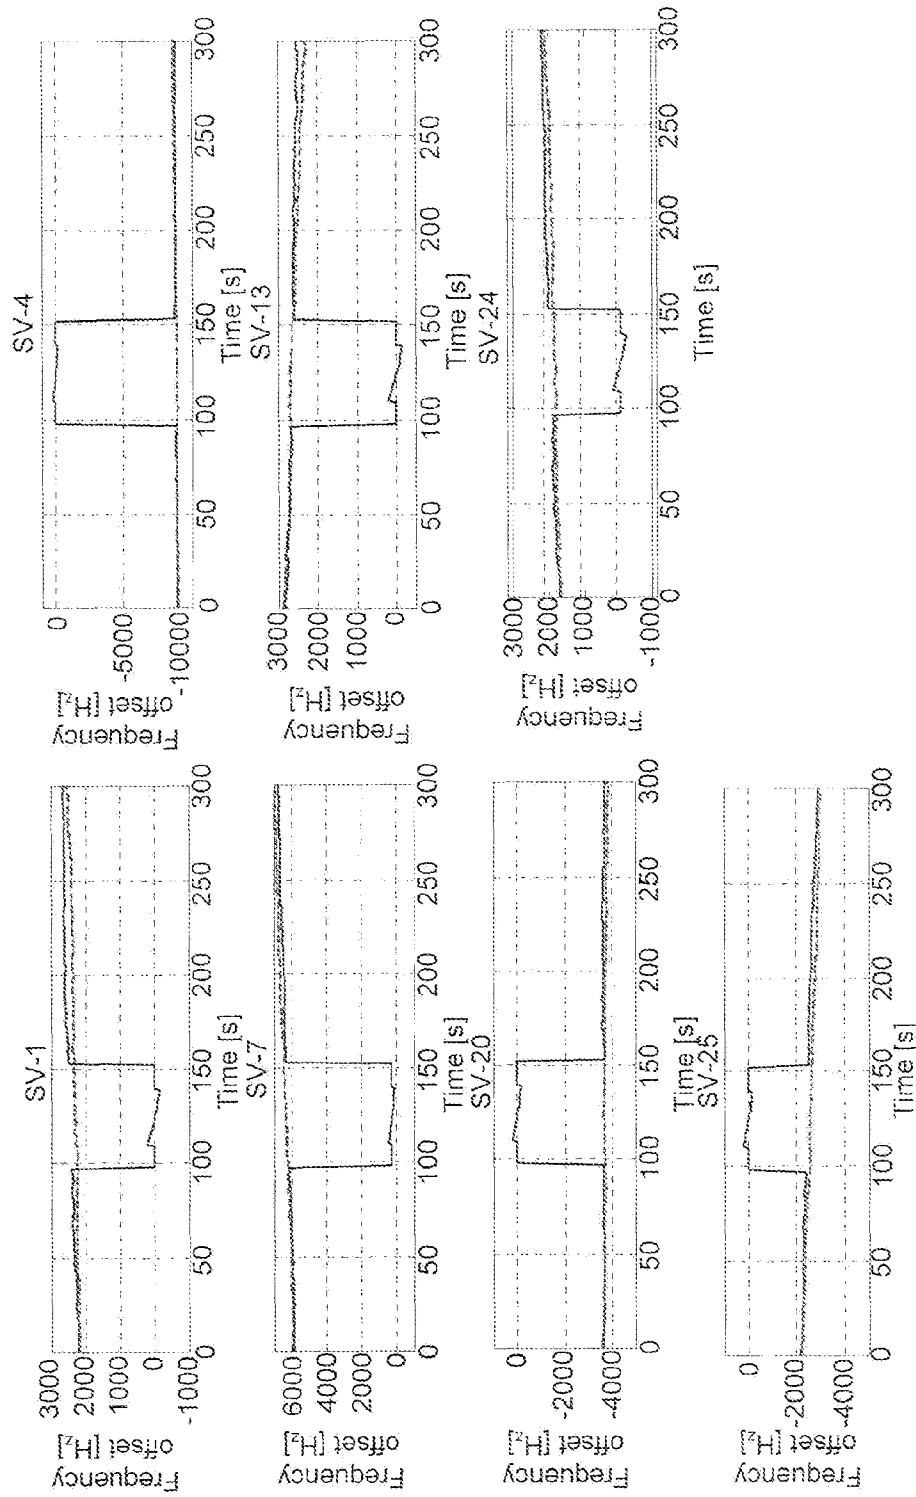 SV-1
Frequency
offset [Hz]
3000
2000
1000
0
-1000
0
50
100
150
200
250
300
Time [s]
SV-4
Frequency
offset [Hz]
0
-5000
-10000
0
50
100
150
200
250
300
Time [s]
SV-7
Frequency
offset [Hz]
6000
4000
2000
0
0
50
100
150
200
250
300
Time [s]
SV-13
Frequency
offset [Hz]
3000
2000
1000
0
0
50
100
150
200
250
300
Time [s]
SV-20
Frequency
offset [Hz]
0
-2000
-4000
0
50
100
150
200
250
300
Time [s]
SV-24
Frequency
offset [Hz]
3000
2000
1000
0
-1000
0
50
100
150
200
250
300
Time [s]
SV-25
Frequency
offset [Hz]
0
-2000
-4000
0
50
100
150
200
250
300
Time [s]